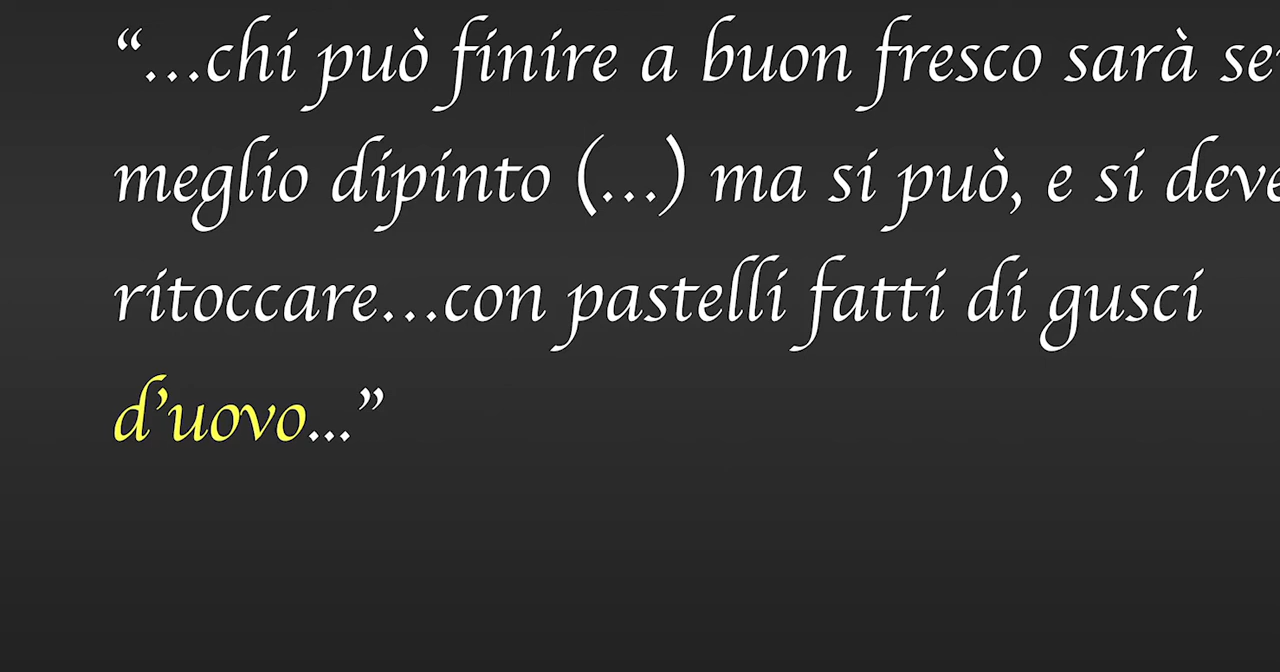 “…chi può finire a buon fresco sarà
meglio dipinto (…) ma si può, e si deve
ritoccare…con pastelli fatti di gusci
d’uovo...”